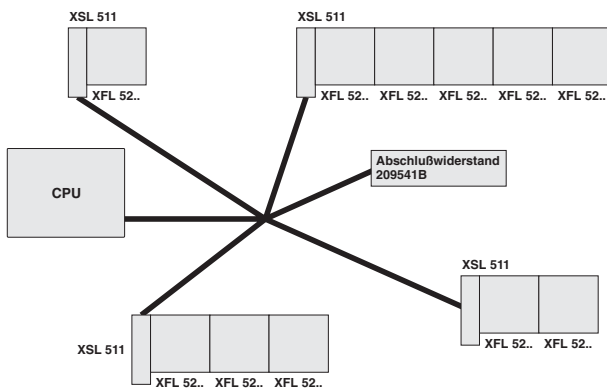 XSL 511
XSL 511
XFL 52..
XFL 52.. XFL 52.. XFL 52.. XFL 52.. XFL 52..
Abschlußwiderstand
209541B
CPU
XSL 511
XSL 511
XFL 52.. XFL 52..
XFL 52.. XFL 52.. XFL 52..